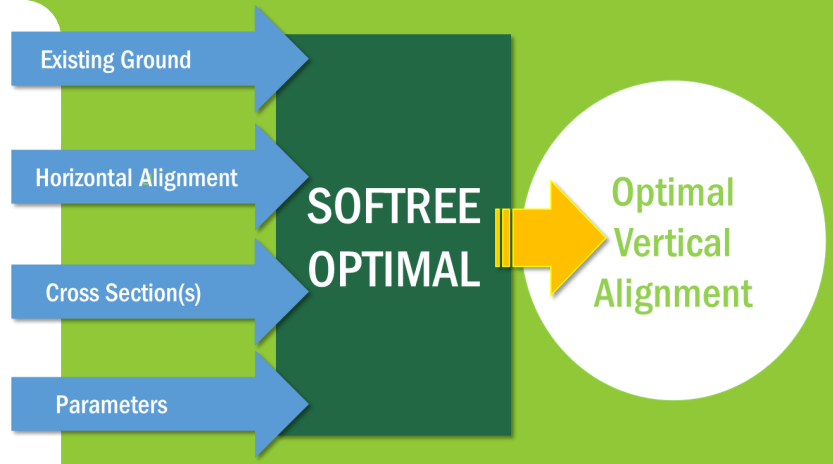 Existing Ground
Horizontal Alignment
Cross Section(s)
Parameters
SOFTREE
OPTIMAL
Optimal
Vertical
Alignment